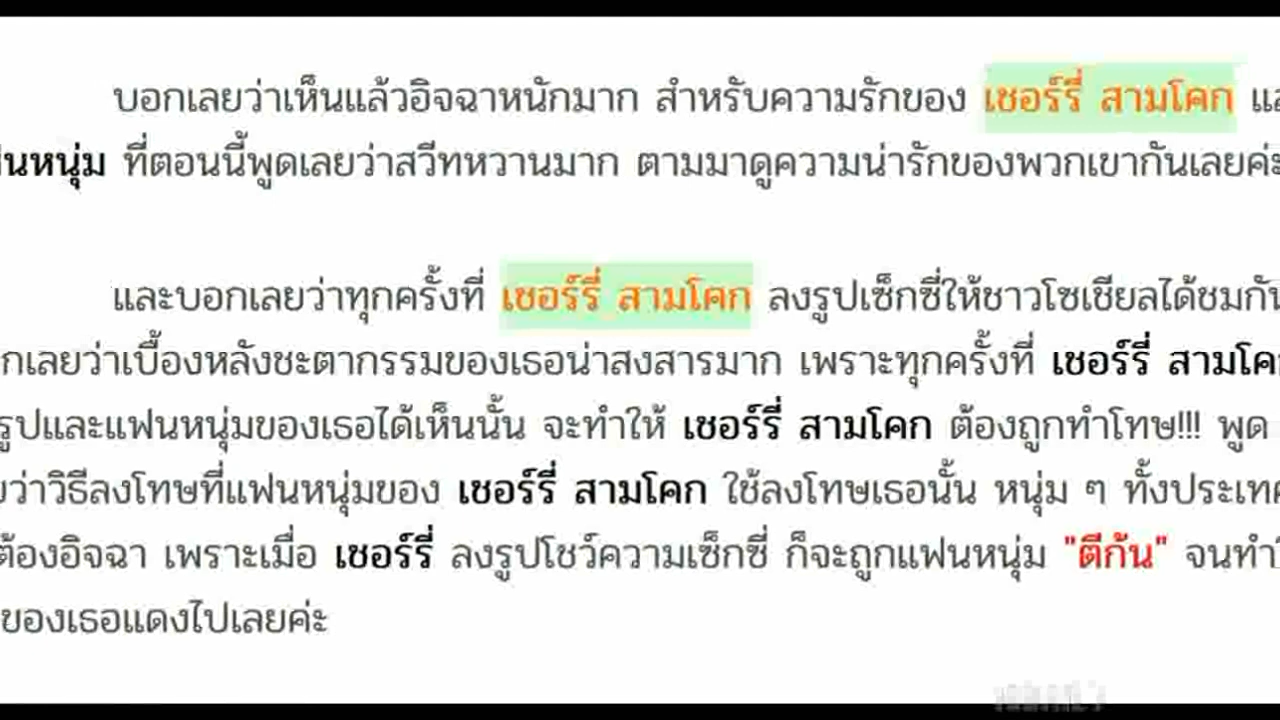 บอกเลยว่าเห็นแล้วอิจฉาหนักมาก สำหรับความรักของ เชอร์รี่ สามโคก
นหนุ่ม ที่ตอนนี้พูดเลยว่าสวีทหวานมาก ตามมาดูความน่ารักของพวกเขากันเลยค่ะ
และบอกเลยว่าทุกครั้งที่ เชอร์รี่ สามโคก ลงรูปเซ็กซี่ให้ชาวโซเชียลได้ชมกัน
กเลยว่าเบื้องหลังชะตากรรมของเธอน่าสงสารมาก เพราะทุกครั้งที่ เชอร์รี่ สามโค
รูปและแฟนหนุ่มของเธอได้เห็นนั้น จะทำให้ เชอร์รี่ สามโคก ต้องถูกทำโทษ!!! พูด
ว่าวิธีลงโทษที่แฟนหนุ่มของ เชอร์รี่ สามโคก ใช้ลงโทษเธอนั้น หนุ่ม ๆ ทั้งประเทศ
ต้องอิจฉา เพราะเมื่อ เชอร์รี่ ลงรูปโชว์ความเซ็กซี่ ก็จะถูกแฟนหนุ่ม "ตีก้น" จนทำ
ของเธอแดงไปเลยค่ะ